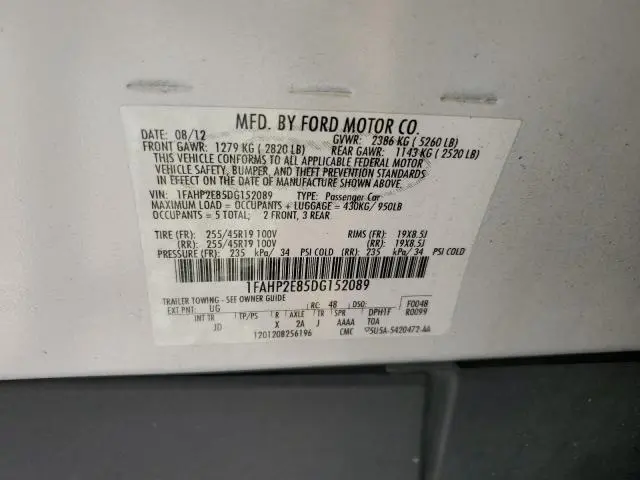 MFD. BY FORD MOTOR CO.
DATE: 08/12 GVWR: 2386 KG ( 5260 LB)
FRONT GAWR: 1279 KG ( 2820 LB) REAR GAWR: 1143 KG ( 2520 LB)
THIS VEHICLE CONFORMS TO ALL APPLICABLE FEDERAL MOTOR
VEHICLE SAFETY, BUMPER, AND THEFT PREVENTION STANDARDS
IN EFFECT ON THE DATE OF MANUFACTURE SHOWN ABOVE.
VIN: 1FAHP2E85DG152089 TYPE: Passenger Car
MAXIMUM LOAD = OCCUPANTS + LUGGAGE = 430KG/ 950LB
OCCUPANTS = 5 TOTAL; 2 FRONT, 3 REAR
TIRE (FR): 255/45R19 100V RIMS (FR): 19X8.5J
(RR): 255/45R19 100V (RR): 19X8.5J
PRESSURE (FR): 235 kPa/ 34 PSI COLD (RR): 235 kPa/ 34 PSI COLD
1FAHP2E85DG152089
TRAILER TOWING - SEE OWNER GUIDE
EXT PNT: UG RC: 48 DSO: F0048
INT TR TP/PS R AXLE TR SPR DPH1F R0099
JD X 2A J AAAA TOA
1201208256196 CMC 5U5A-5420472-AA